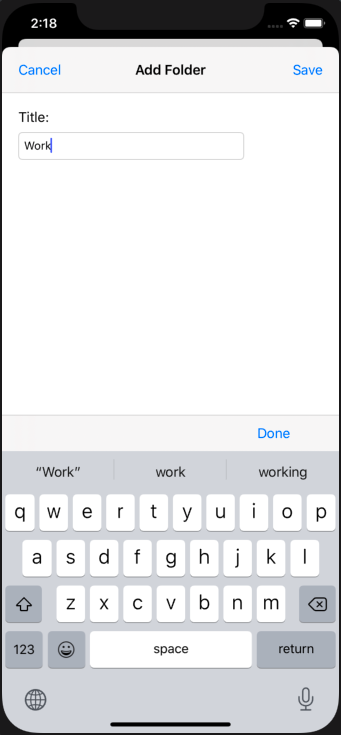 2:18
Cancel Add Folder Save
Title:
Work
Done
“Work” work working
q w e r t y u i o p
a s d f g h j k l
z x c v b n m
123 space return